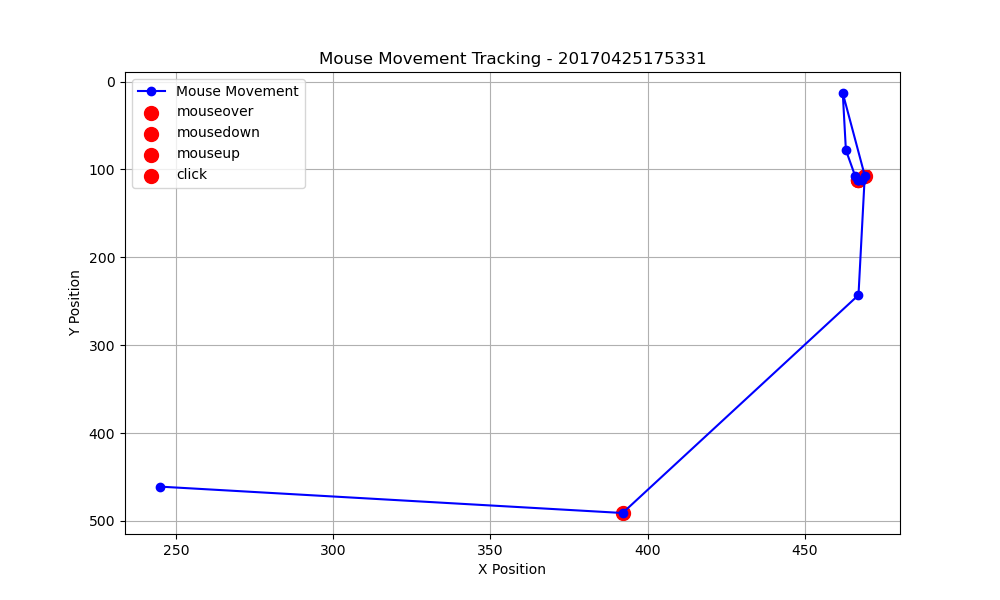 Mouse Movement Tracking - 20170425175331
Mouse Movement
mouseover
mousedown
mouseup
click
0
100
200
300
400
500
Y Position
250
300
350
400
450
X Position